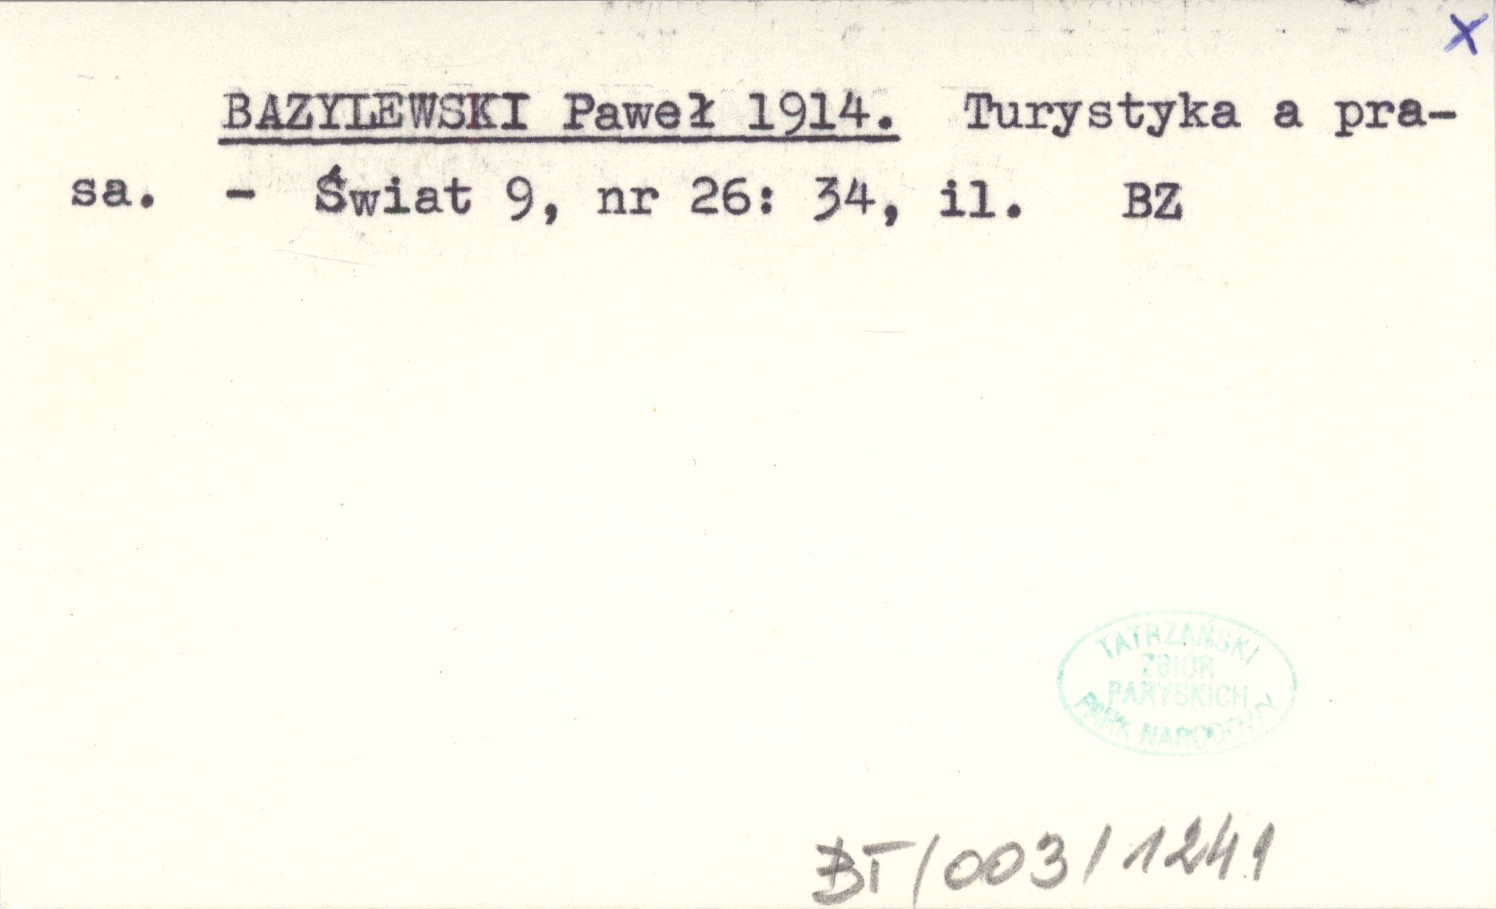 X
BAZYLEWSKI Paweł 1914. Turystyka a pra-
sa. - Świat 9, nr 26: 34, il. BZ
TATRZAŃSKI
ZBIÓR
PARYSKICH
PARK NARODOWY
BT/003/1241